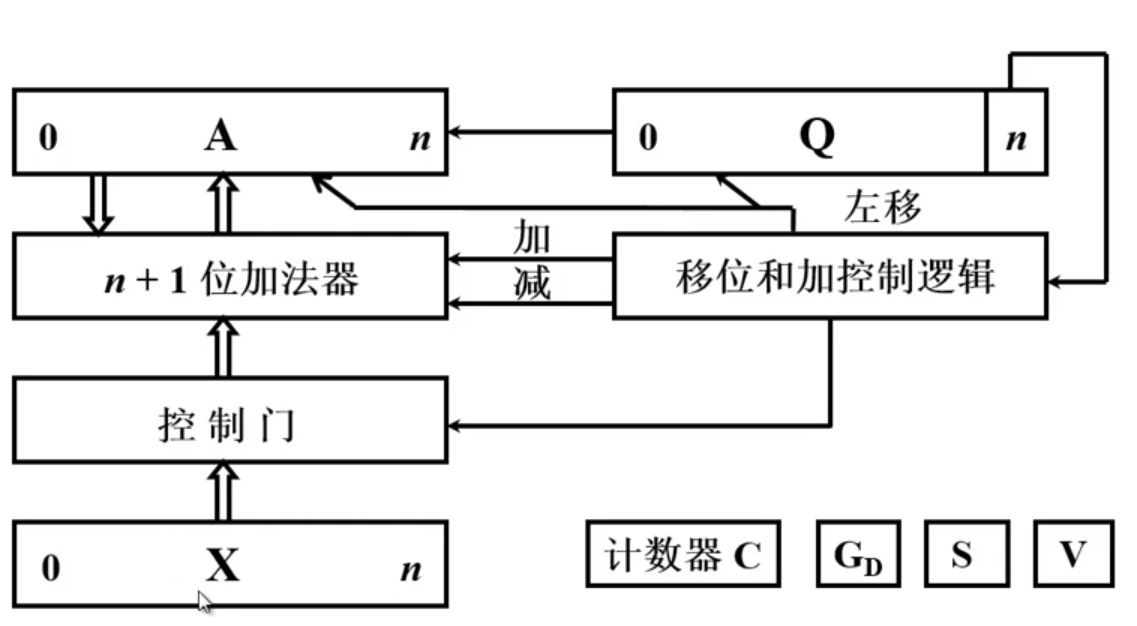 0 A n
0 Q n
左移
加
n + 1 位加法器
减
移位和加控制逻辑
控 制 门
0 X n
计数器 C
G_D
S
V